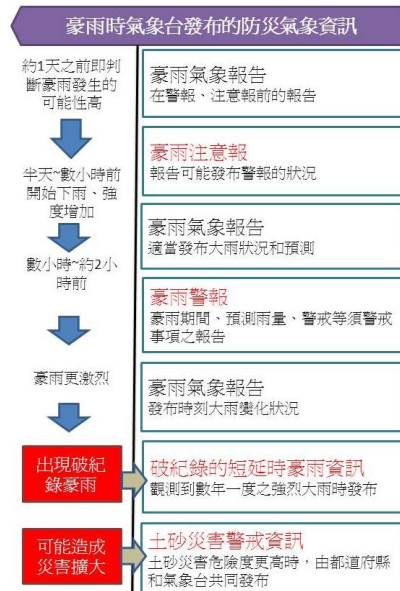 豪雨時氣象台發布的防災氣象資訊
約1天之前即判
斷豪雨發生的
可能性高
豪雨氣象報告
在警報、注意報前的報告
豪雨注意報
報告可能發布警報的狀況
半天~數小時前
開始下雨、強
度增加
豪雨氣象報告
適當發布大雨狀況和預測
數小時~約2小
時前
豪雨警報
豪雨期間、預測雨量、警戒等須警戒
事項之報告
豪雨更激烈
豪雨氣象報告
發布時刻大雨變化狀況
出現破紀
錄豪雨
破紀錄的短延時豪雨資訊
觀測到數年一度之強烈大雨時發布
可能造成
災害擴大
土砂災害警戒資訊
土砂災害危險度更高時，由都道府縣
和氣象台共同發布